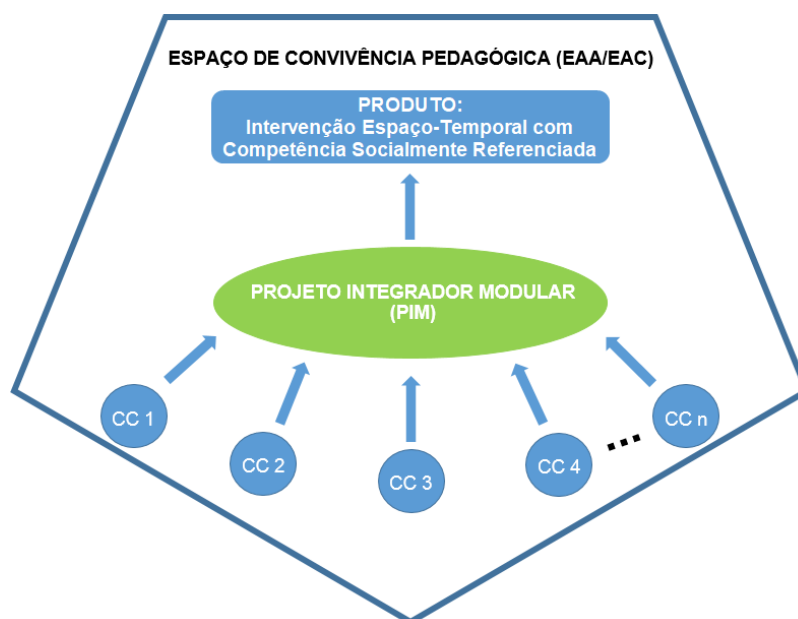 ESPAÇO DE CONVIVÊNCIA PEDAGÓGICA (EAA/EAC)
PRODUTO:
Intervenção Espaço-Temporal com
Competência Socialmente Referenciada
PROJETO INTEGRADOR MODULAR
(PIM)
CC 1
CC 2
CC 3
CC 4
...
CC n